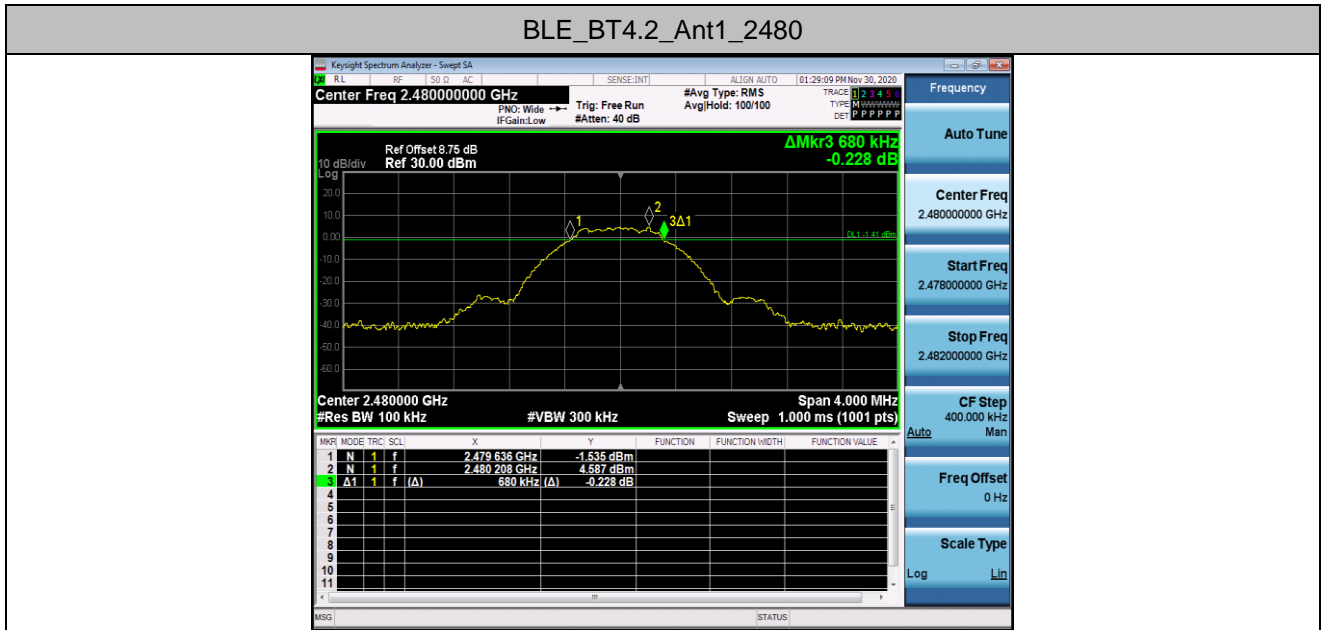 BLE_BT4.2_Ant1_2480
Keysight Spectrum Analyzer - Swept SA
RL RF 50 Ω AC SENSE:INT ALIGN AUTO 01:29:09 PM Nov 30, 2020
Center Freq 2.480000000 GHz
PNO: Wide
IFGain:Low
Trig: Free Run
#Atten: 40 dB
#Avg Type: RMS
Avg|Hold: 100/100
TRACE 1 2 3 4 5 6
TYPE M WWWWW
DET P P P P P P
Frequency
Auto Tune
Center Freq
2.480000000 GHz
Start Freq
2.478000000 GHz
Stop Freq
2.482000000 GHz
CF Step
400.000 kHz
Auto Man
Freq Offset
0 Hz
Scale Type
Log Lin
ΔMkr3 680 kHz
-0.228 dB
Ref Offset 8.75 dB
10 dB/div Ref 30.00 dBm
Log
20.0
10.0
0.00
-10.0
-20.0
-30.0
-40.0
-50.0
-60.0
1
2
3Δ1
DL1 -1.41 dBm
Center 2.480000 GHz Span 4.000 MHz
#Res BW 100 kHz #VBW 300 kHz Sweep 1.000 ms (1001 pts)
MKR MODE TRC SCL X Y FUNCTION FUNCTION WIDTH FUNCTION VALUE
1 N 1 f 2.479 636 GHz -1.535 dBm
2 N 1 f 2.480 208 GHz 4.587 dBm
3 Δ1 1 f (Δ) 680 kHz (Δ) -0.228 dB
4
5
6
7
8
9
10
11
MSG STATUS